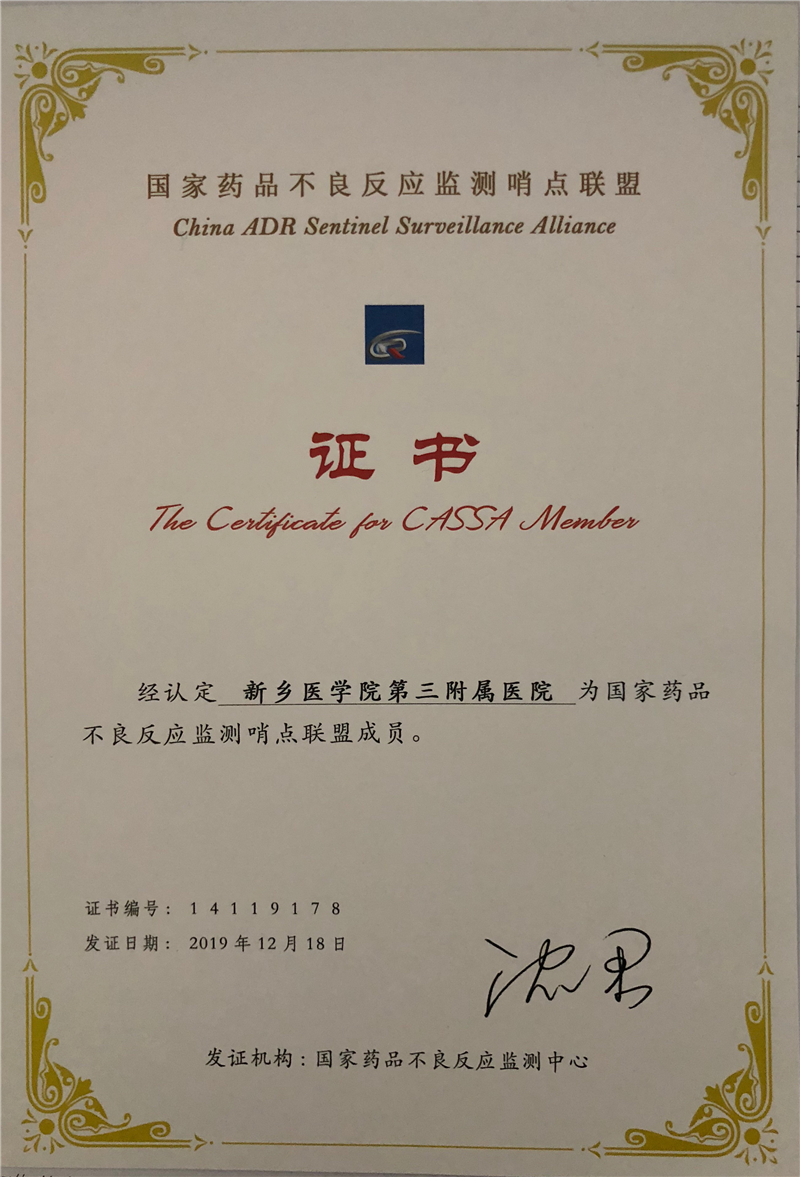 国家药品不良反应监测哨点联盟
China ADR Sentinel Surveillance Alliance
证书
The Certificate for CASSA Member
经认定 新乡医学院第三附属医院 为国家药品
不良反应监测哨点联盟成员。
证书编号：14119178
发证日期：2019年12月18日
发证机构：国家药品不良反应监测中心